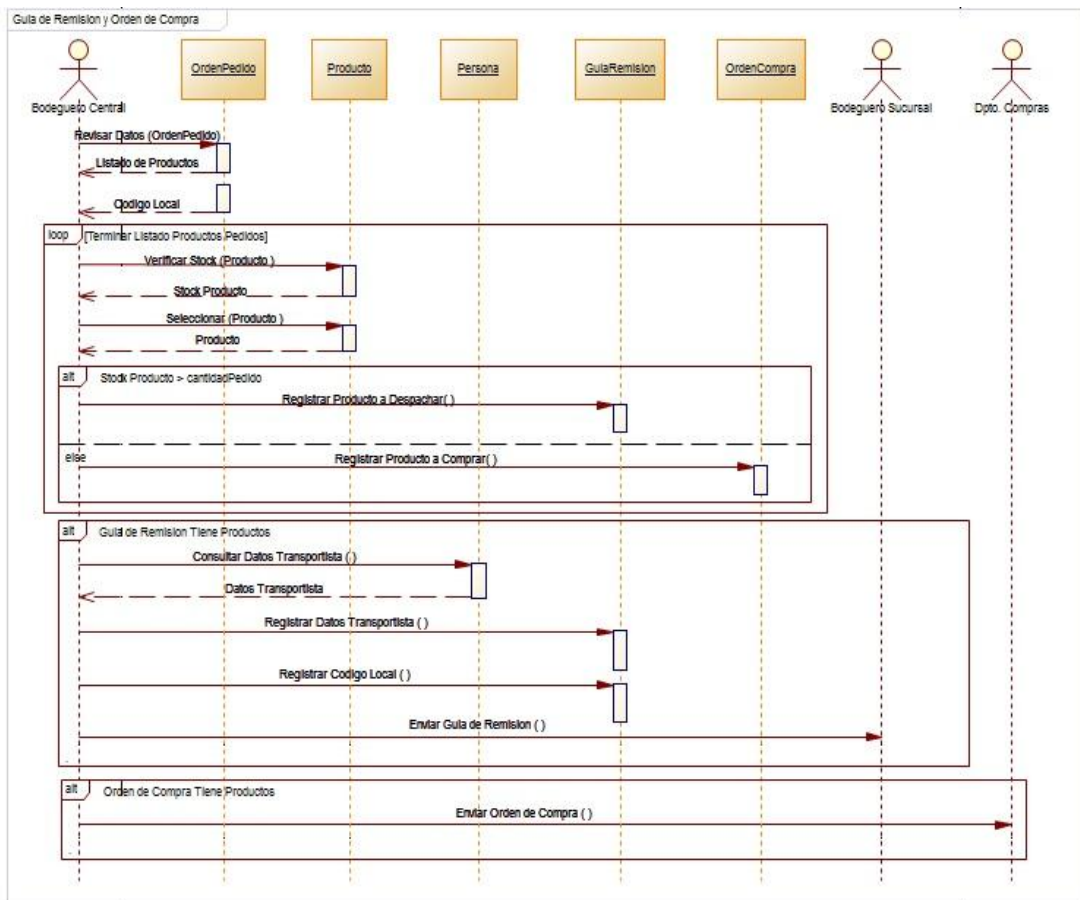 Guia de Remision y Orden de Compra
OrdenPedido
Producto
Persona
GuiaRemision
OrdenCompra
Bodeguero Central
Bodeguero Sucursal
Dpto. Compras
Revisar Datos (OrdenPedido)
Listado de Productos
Codigo Local
loop [Terminar Listado Productos Pedidos]
Verificar Stock (Producto )
Stock Producto
Seleccionar (Producto )
Producto
alt Stock Producto > cantidadPedido
Registrar Producto a Despachar( )
else
Registrar Producto a Comprar( )
alt Guia de Remision Tiene Productos
Consultar Datos Transportista ( )
Datos Transportista
Registrar Datos Transportista ( )
Registrar Codigo Local ( )
Enviar Guia de Remision ( )
alt Orden de Compra Tiene Productos
Enviar Orden de Compra ( )